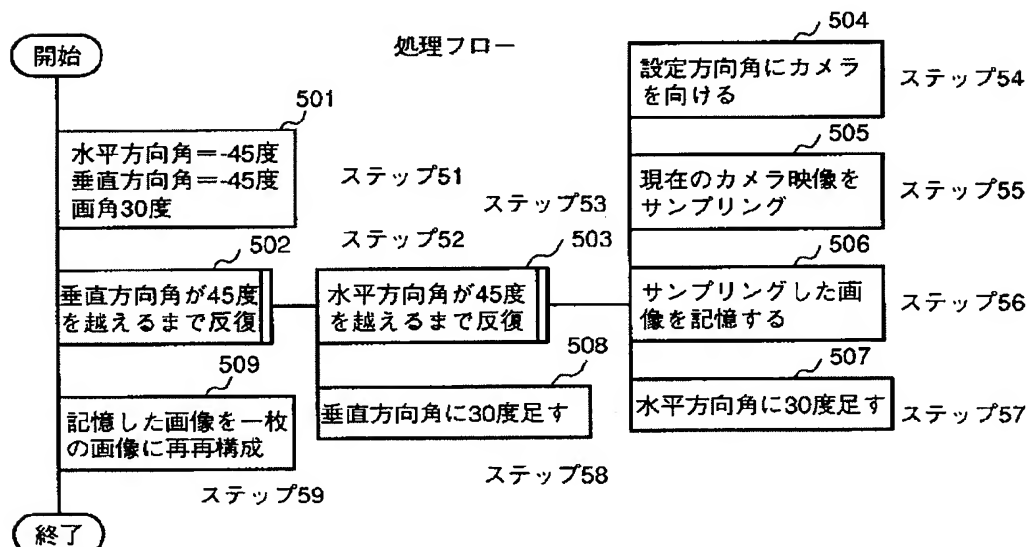 処理フロー
開始
501
水平方向角=-45度
垂直方向角=-45度
画角30度
ステップ51
502
垂直方向角が45度
を越えるまで反復
ステップ52
503
水平方向角が45度
を越えるまで反復
ステップ53
504
設定方向角にカメラ
を向ける
ステップ54
505
現在のカメラ映像を
サンプリング
ステップ55
506
サンプリングした画
像を記憶する
ステップ56
507
水平方向角に30度足す
ステップ57
508
垂直方向角に30度足す
ステップ58
509
記憶した画像を一枚
の画像に再再構成
ステップ59
終了